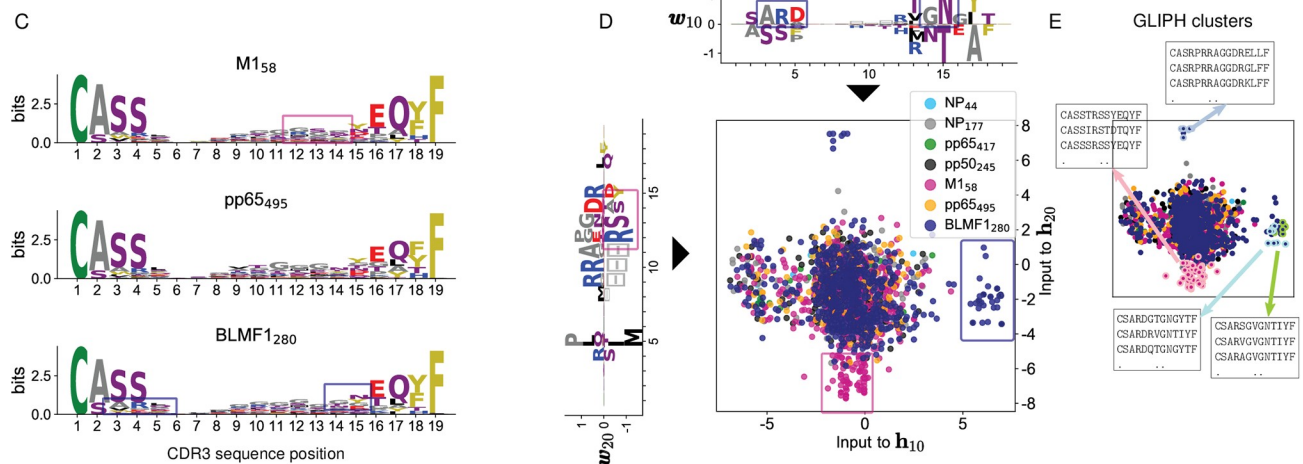 C
M1₅₈
bits
2.5
0.0
1 2 3 4 5 6 7 8 9 10 11 12 13 14 15 16 17 18 19
pp65₄₉₅
bits
2.5
0.0
1 2 3 4 5 6 7 8 9 10 11 12 13 14 15 16 17 18 19
BLMF1₂₈₀
bits
2.5
0.0
1 2 3 4 5 6 7 8 9 10 11 12 13 14 15 16 17 18 19
CDR3 sequence position
D
w₁₀
0
-1
5 10 15
w₂₀
1 0 -1
15
10
5
NP₄₄
NP₁₇₇
pp65₄₁₇
pp50₂₄₅
M1₅₈
pp65₄₉₅
BLMF1₂₈₀
8
6
4
2
0
-2
-4
-6
-8
Input to h₂₀
-5 0 5
Input to h₁₀
E
GLIPH clusters
CASRPRRAGGDRELLF
CASRPRRAGGDRGLFF
CASRPRRAGGDRKLFF
. ..
CASSTRSSYEQYF
CASSIRSTDTQYF
CASSSRSSYEQYF
. ..
CSARDGTGNGYTF
CSARDRVGNTIYF
CSARDQTGNGYTF
. ..
CSARSGVGNTIYF
CSARVGVGNTIYF
CSARAGVGNTIYF
. ..